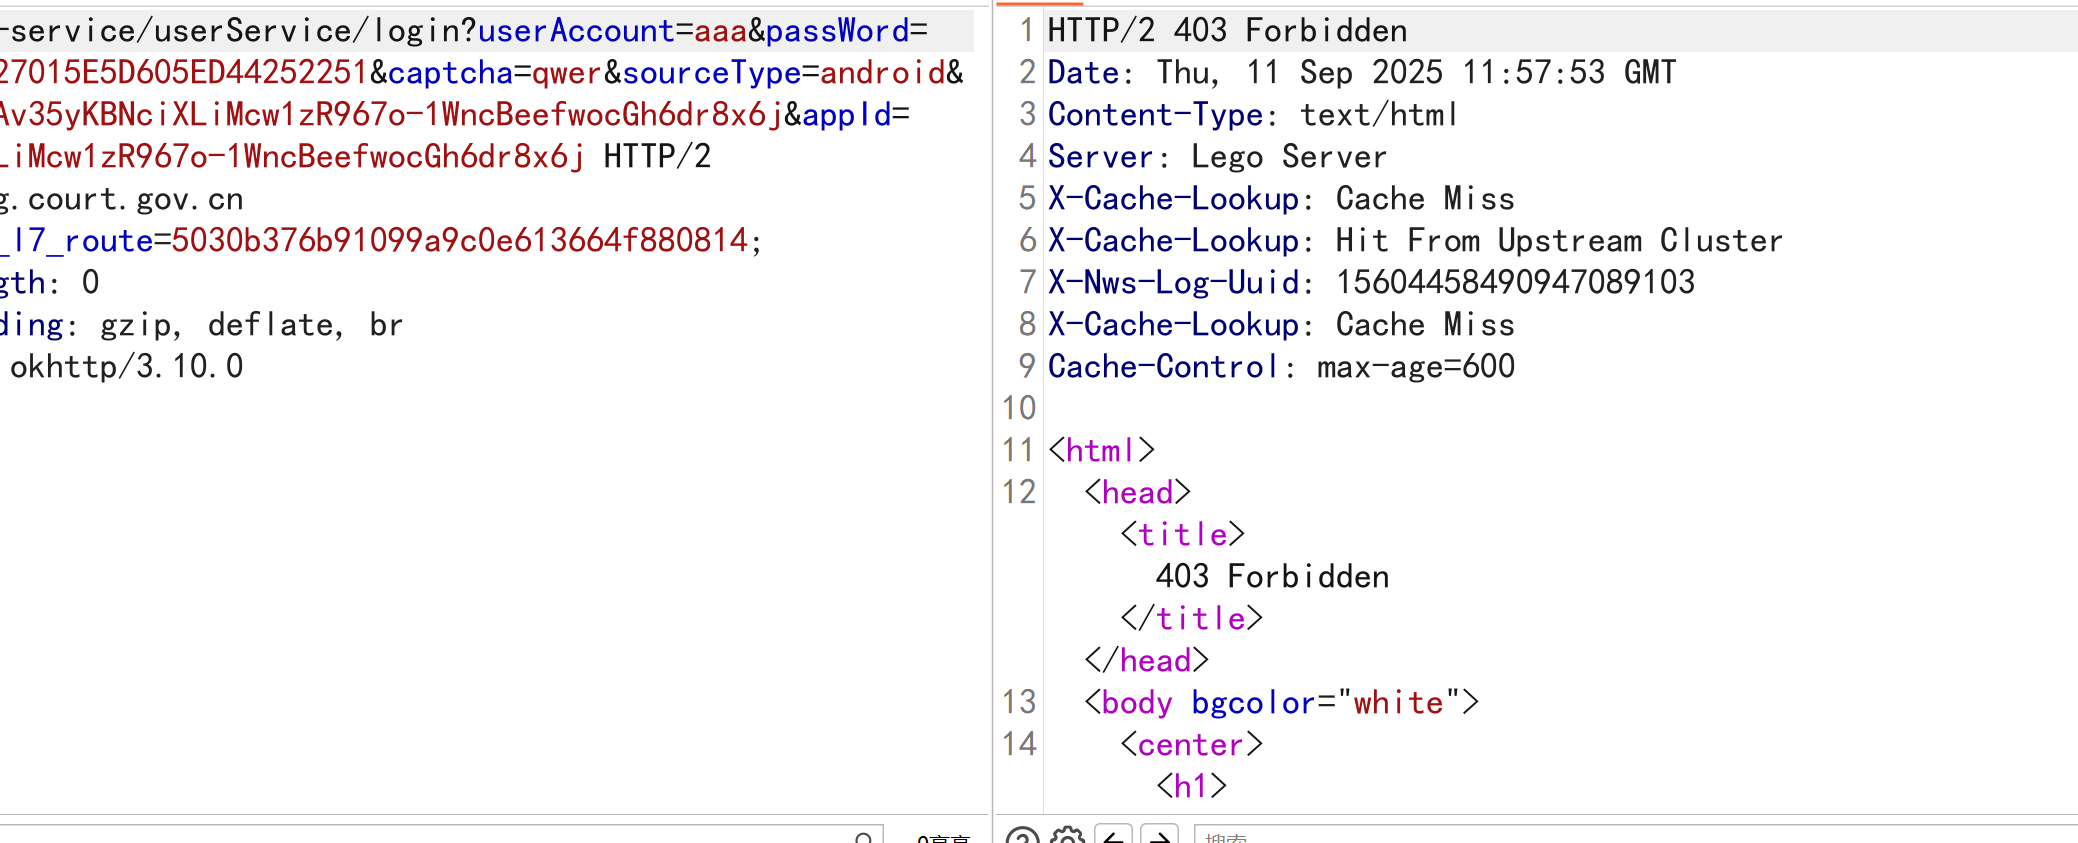 -service/userService/login?userAccount=aaa&passWord=
27015E5D605ED44252251&captcha=qwer&sourceType=android&
Av35yKBNciXLiMcw1zR967o-1WncBeefwocGh6dr8x6j&appId=
LiMcw1zR967o-1WncBeefwocGh6dr8x6j HTTP/2
g.court.gov.cn
_l7_route=5030b376b91099a9c0e613664f880814;
gth: 0
ding: gzip, deflate, br
okhttp/3.10.0
1 HTTP/2 403 Forbidden
2 Date: Thu, 11 Sep 2025 11:57:53 GMT
3 Content-Type: text/html
4 Server: Lego Server
5 X-Cache-Lookup: Cache Miss
6 X-Cache-Lookup: Hit From Upstream Cluster
7 X-Nws-Log-Uuid: 15604458490947089103
8 X-Cache-Lookup: Cache Miss
9 Cache-Control: max-age=600
10
11 <html>
12 <head>
<title>
403 Forbidden
</title>
</head>
13 <body bgcolor="white">
14 <center>
<h1>
搜索